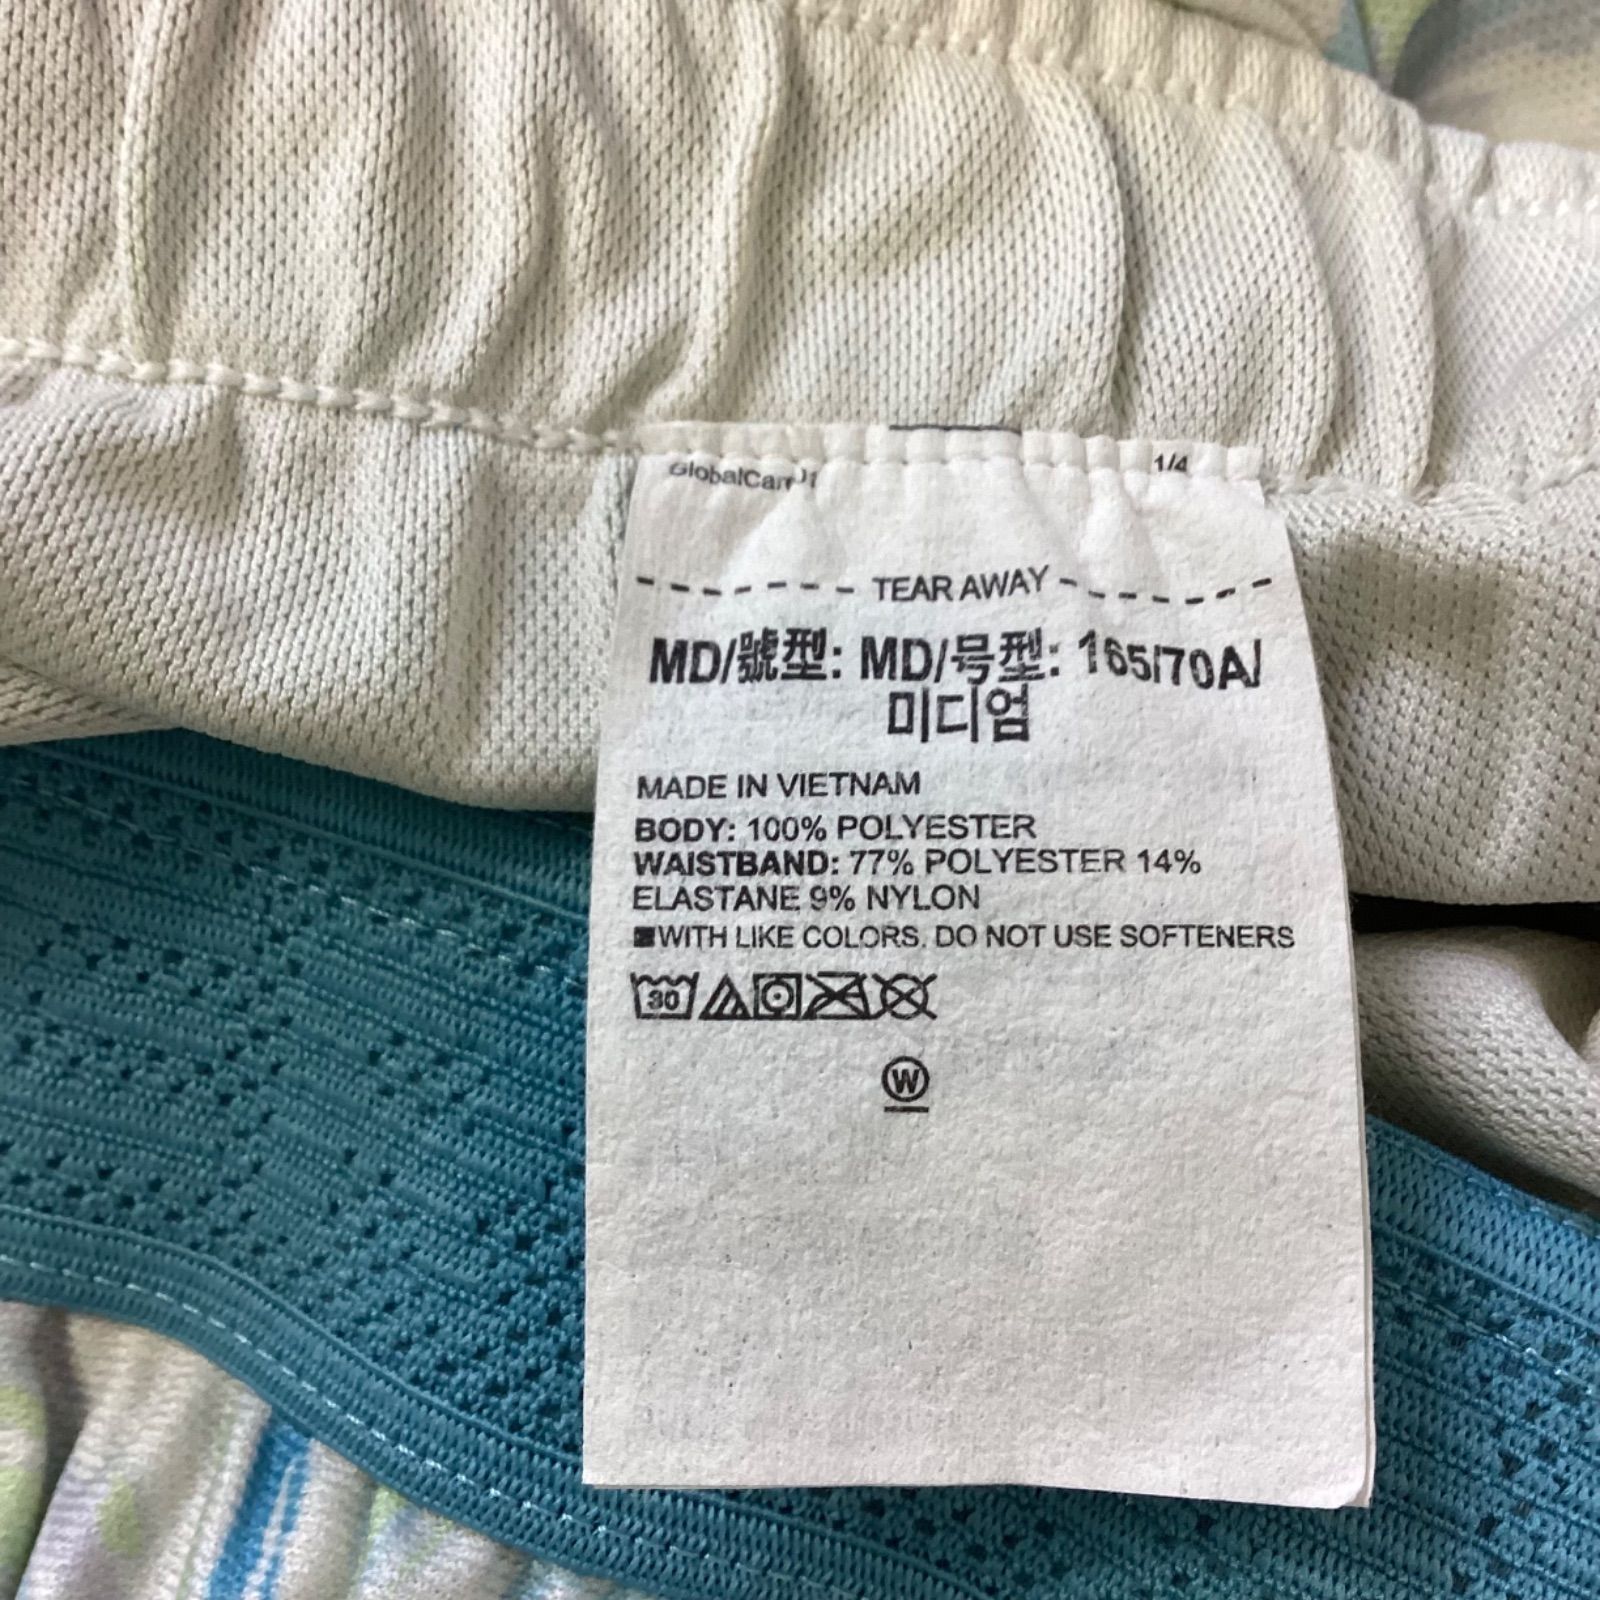 1/4
TEAR AWAY
MD/號型: MD/号型: 165/70A/
미디엄
MADE IN VIETNAM
BODY: 100% POLYESTER
WAISTBAND: 77% POLYESTER 14%
ELASTANE 9% NYLON
■WITH LIKE COLORS. DO NOT USE SOFTENERS
30
W